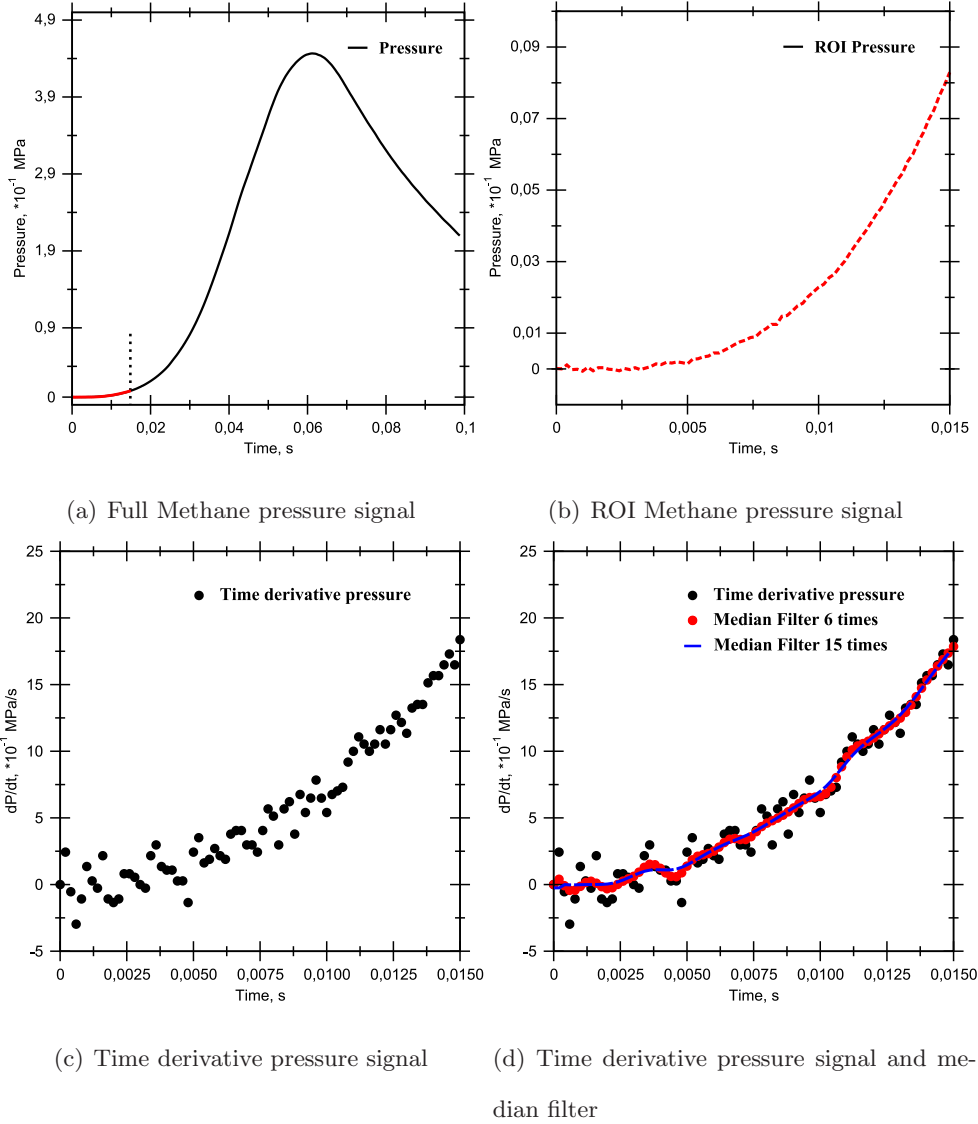 4,9
3,9
2,9
1,9
0,9
0
Pressure, *10⁻¹ MPa
Pressure
0
0,02
0,04
0,06
0,08
0,1
Time, s
(a) Full Methane pressure signal
0,09
0,07
0,05
0,03
0,01
0
Pressure, *10⁻¹ MPa
ROI Pressure
0
0,005
0,01
0,015
Time, s
(b) ROI Methane pressure signal
25
20
15
10
5
0
-5
dP/dt, *10⁻¹ MPa/s
Time derivative pressure
0
0,0025
0,0050
0,0075
0,0100
0,0125
0,0150
Time, s
(c) Time derivative pressure signal
25
20
15
10
5
0
-5
dP/dt, *10⁻¹ MPa/s
Time derivative pressure
Median Filter 6 times
Median Filter 15 times
0
0,0025
0,0050
0,0075
0,0100
0,0125
0,0150
Time, s
(d) Time derivative pressure signal and me-
dian filter